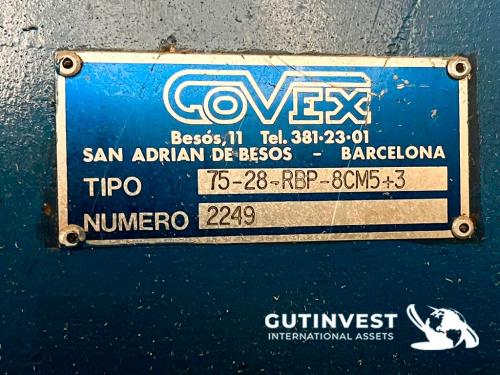 GOVEX
Besós,11 Tel. 381·23·01
SAN ADRIAN DE BESOS - BARCELONA
TIPO 75-28-RBP-8CM5+3
NUMERO 2249
GUTINVEST
INTERNATIONAL ASSETS